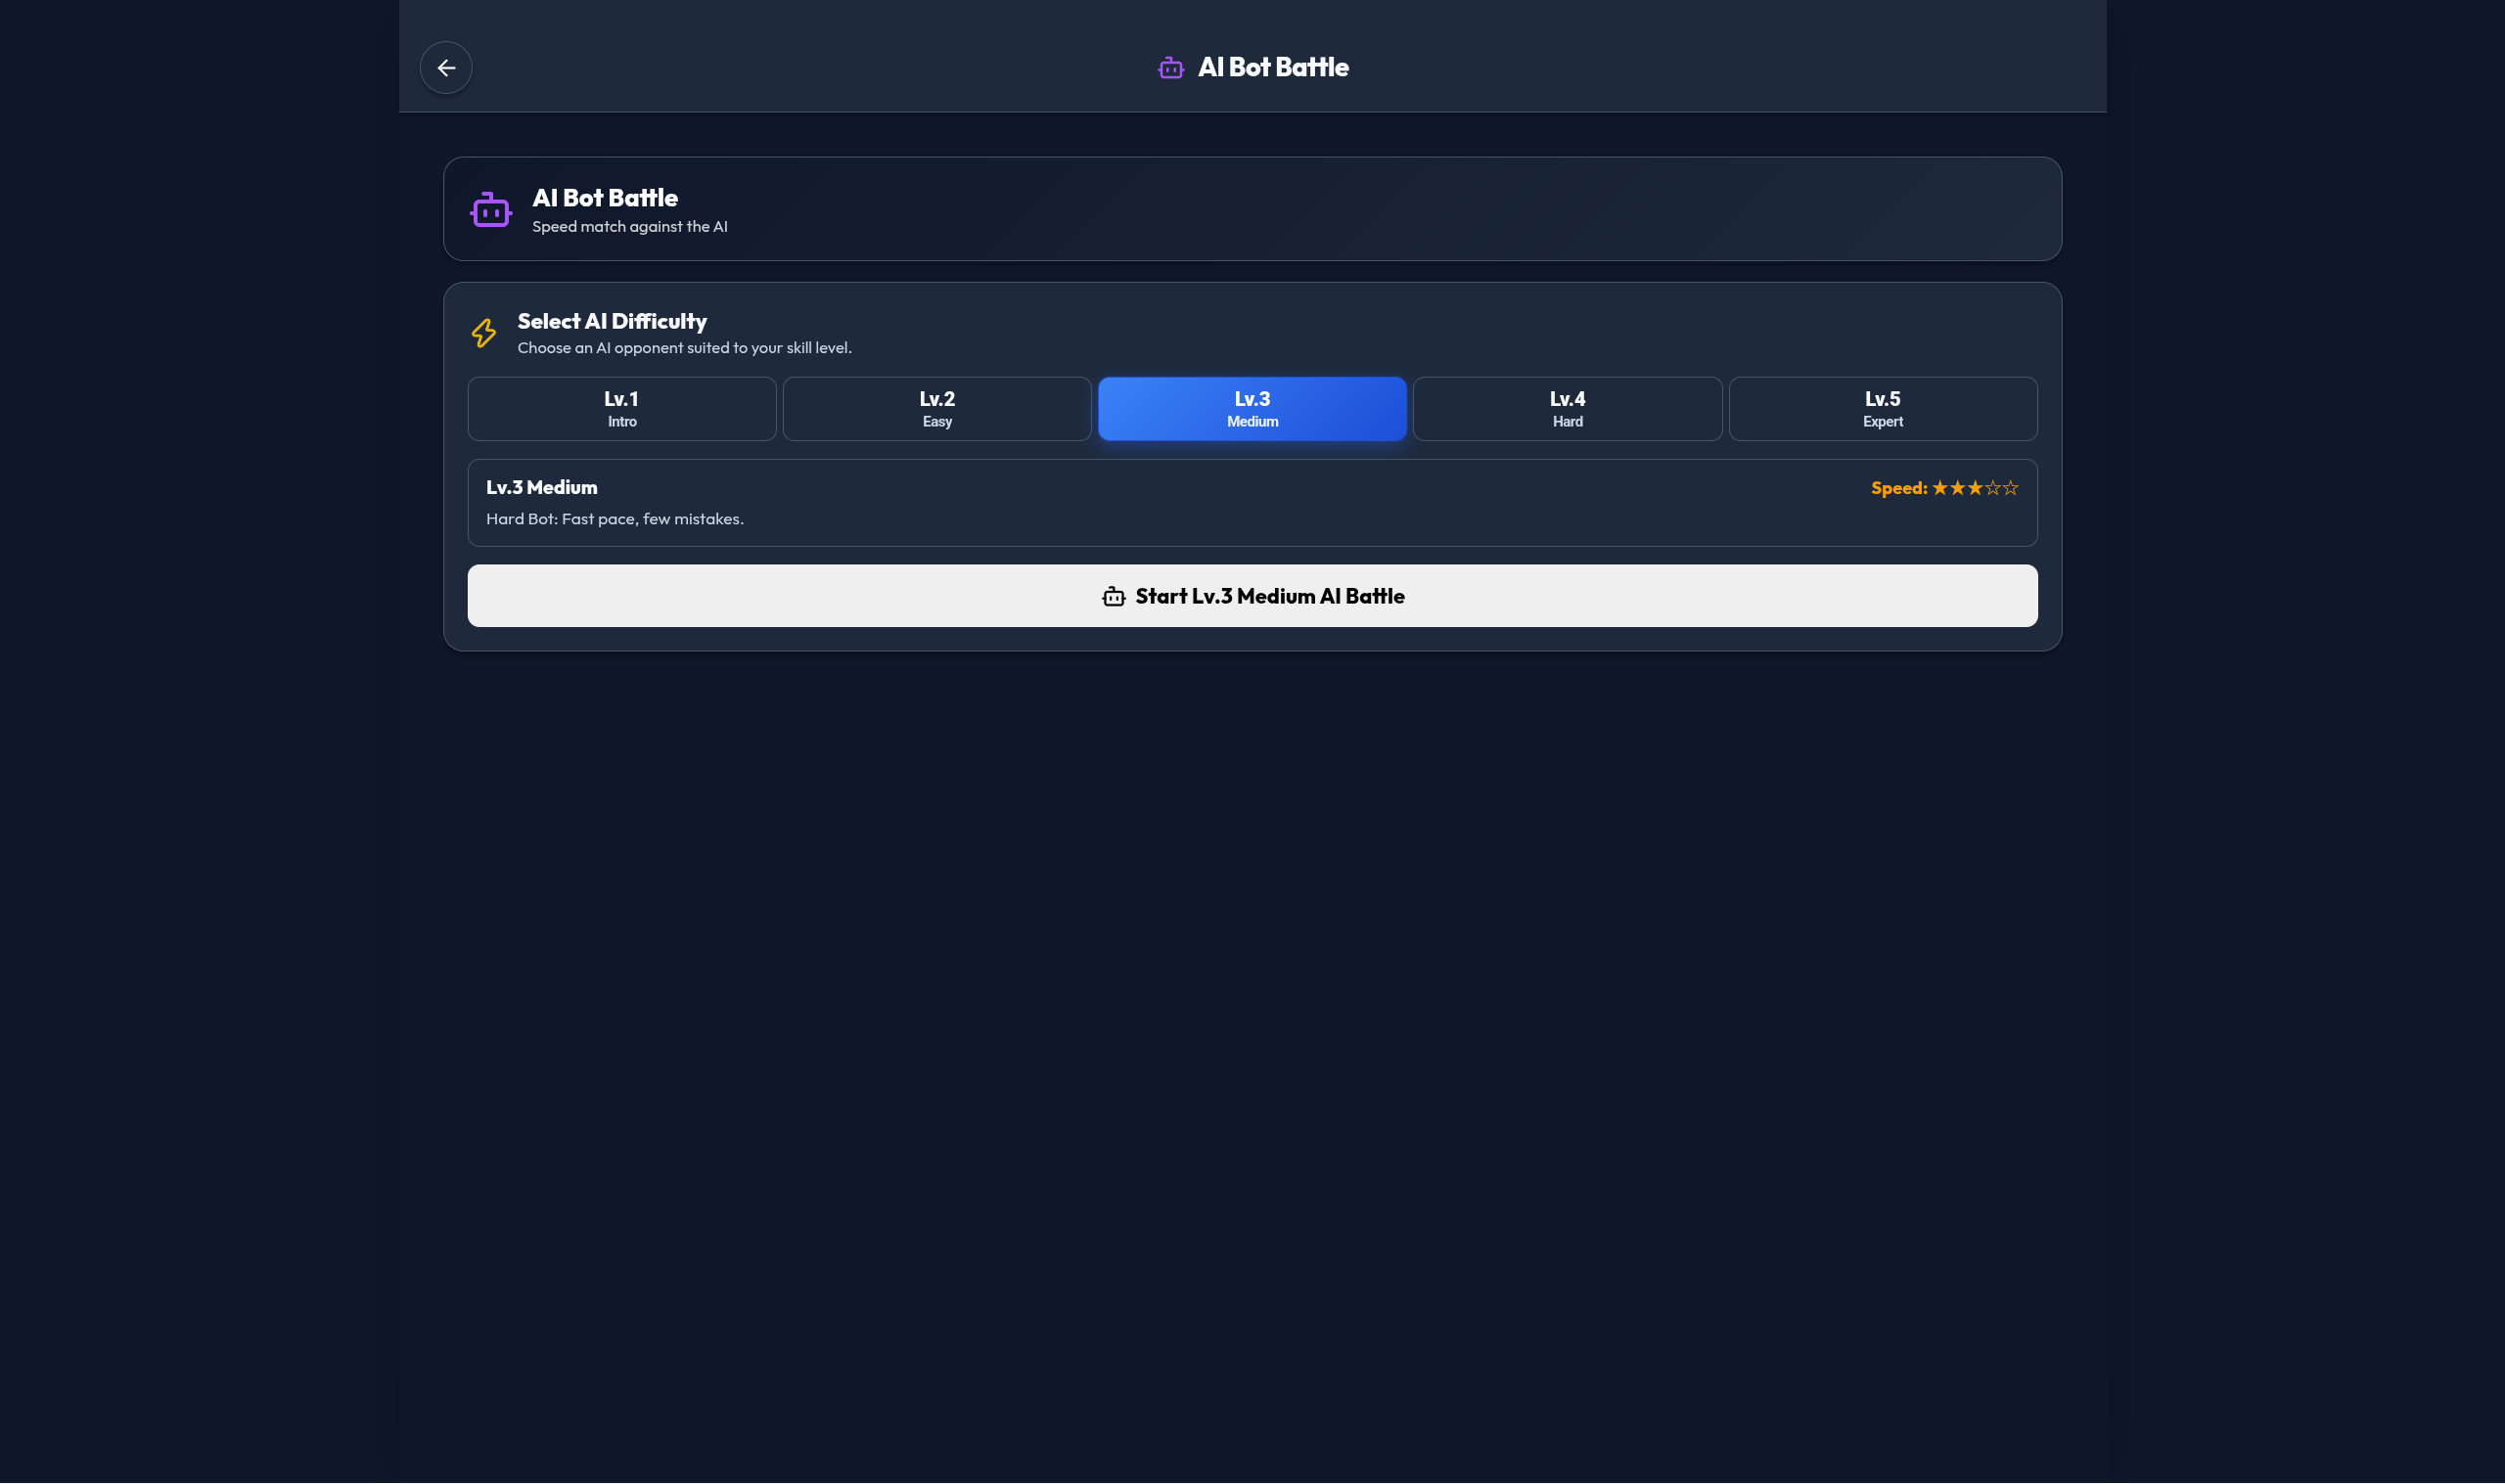 AI Bot Battle
AI Bot Battle
Speed match against the AI
Select AI Difficulty
Choose an AI opponent suited to your skill level.
Lv.1
Intro
Lv.2
Easy
Lv.3
Medium
Lv.4
Hard
Lv.5
Expert
Lv.3 Medium
Speed: ★★★☆☆
Hard Bot: Fast pace, few mistakes.
Start Lv.3 Medium AI Battle